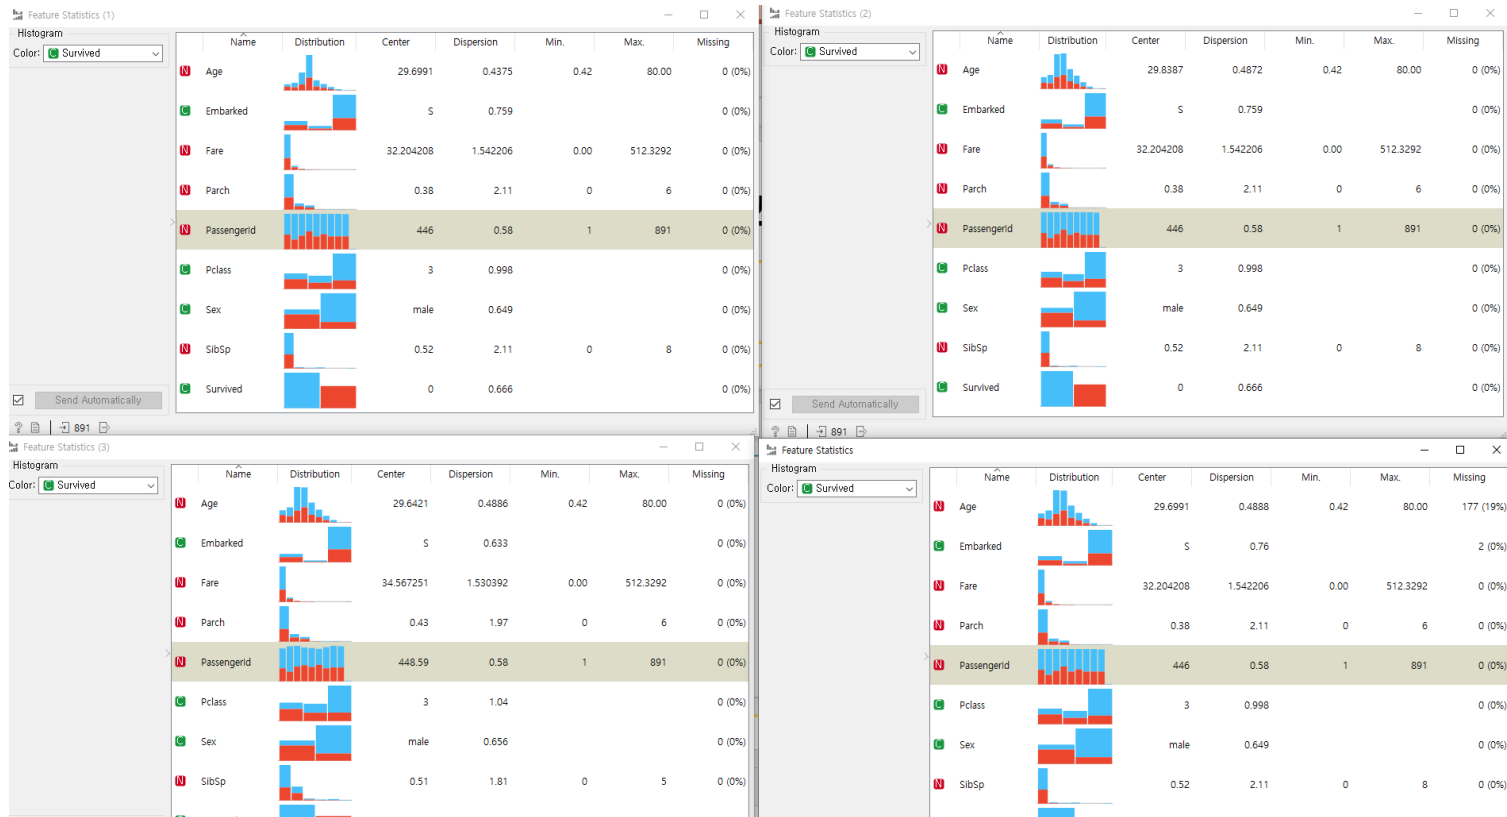 Feature Statistics (1)
Histogram
Color: C Survived
Name Distribution Center Dispersion Min. Max. Missing
N Age 29.6991 0.4375 0.42 80.00 0 (0%)
C Embarked S 0.759 0 (0%)
N Fare 32.204208 1.542206 0.00 512.3292 0 (0%)
N Parch 0.38 2.11 0 6 0 (0%)
N PassengerId 446 0.58 1 891 0 (0%)
C Pclass 3 0.998 0 (0%)
C Sex male 0.649 0 (0%)
N SibSp 0.52 2.11 0 8 0 (0%)
C Survived 0 0.666 0 (0%)
Send Automatically
? 891
Feature Statistics (2)
Histogram
Color: C Survived
Name Distribution Center Dispersion Min. Max. Missing
N Age 29.8387 0.4872 0.42 80.00 0 (0%)
C Embarked S 0.759 0 (0%)
N Fare 32.204208 1.542206 0.00 512.3292 0 (0%)
N Parch 0.38 2.11 0 6 0 (0%)
N PassengerId 446 0.58 1 891 0 (0%)
C Pclass 3 0.998 0 (0%)
C Sex male 0.649 0 (0%)
N SibSp 0.52 2.11 0 8 0 (0%)
C Survived 0 0.666 0 (0%)
Send Automatically
? 891
Feature Statistics (3)
Histogram
Color: C Survived
Name Distribution Center Dispersion Min. Max. Missing
N Age 29.6421 0.4886 0.42 80.00 0 (0%)
C Embarked S 0.633 0 (0%)
N Fare 34.567251 1.530392 0.00 512.3292 0 (0%)
N Parch 0.43 1.97 0 6 0 (0%)
N PassengerId 448.59 0.58 1 891 0 (0%)
C Pclass 3 1.04 0 (0%)
C Sex male 0.656 0 (0%)
N SibSp 0.51 1.81 0 5 0 (0%)
Feature Statistics
Histogram
Color: C Survived
Name Distribution Center Dispersion Min. Max. Missing
N Age 29.6991 0.4888 0.42 80.00 177 (19%)
C Embarked S 0.76 2 (0%)
N Fare 32.204208 1.542206 0.00 512.3292 0 (0%)
N Parch 0.38 2.11 0 6 0 (0%)
N PassengerId 446 0.58 1 891 0 (0%)
C Pclass 3 0.998 0 (0%)
C Sex male 0.649 0 (0%)
N SibSp 0.52 2.11 0 8 0 (0%)